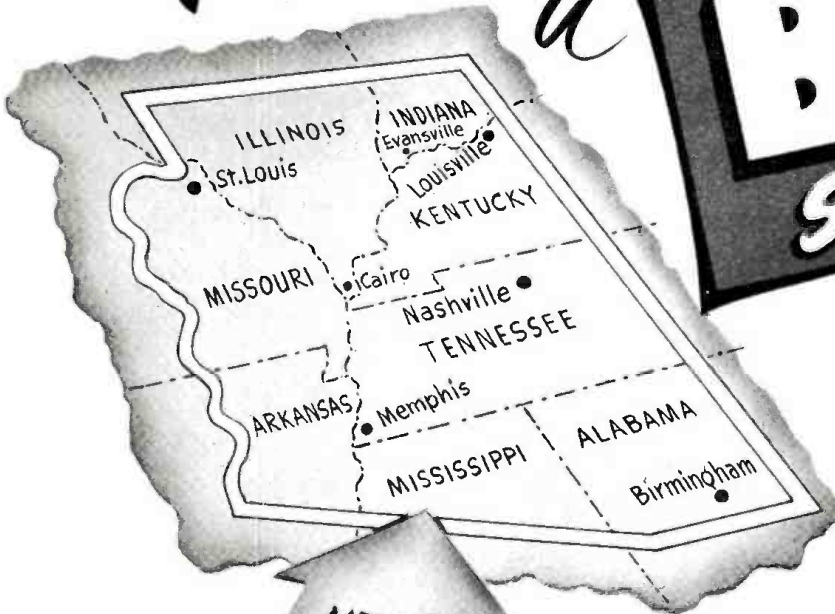 a
ILLINOIS
INDIANA
Evansville
St. Louis
Louisville
KENTUCKY
MISSOURI
Cairo
Nashville
TENNESSEE
ARKANSAS
Memphis
MISSISSIPPI
ALABAMA
Birmingham